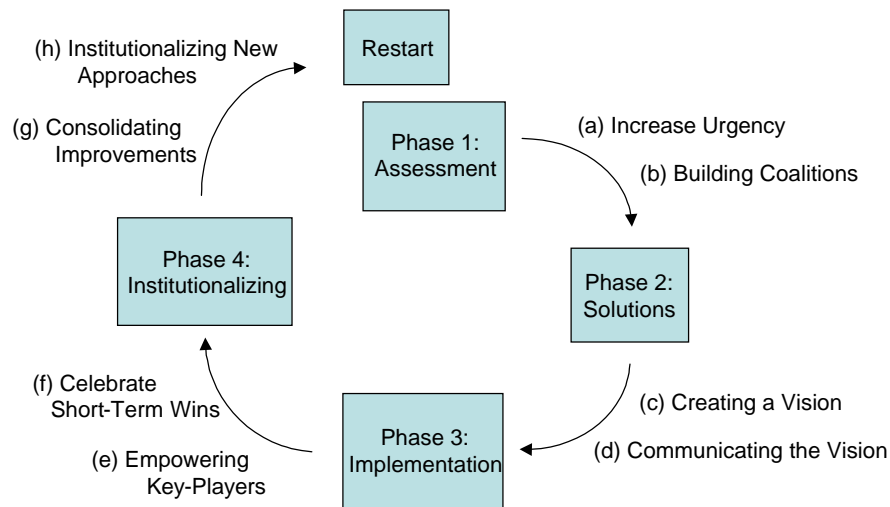 Restart
Phase 1:
Assessment
(a) Increase Urgency
(b) Building Coalitions
Phase 2:
Solutions
(c) Creating a Vision
(d) Communicating the Vision
Phase 3:
Implementation
(e) Empowering
Key-Players
(f) Celebrate
Short-Term Wins
Phase 4:
Institutionalizing
(g) Consolidating
Improvements
(h) Institutionalizing New
Approaches